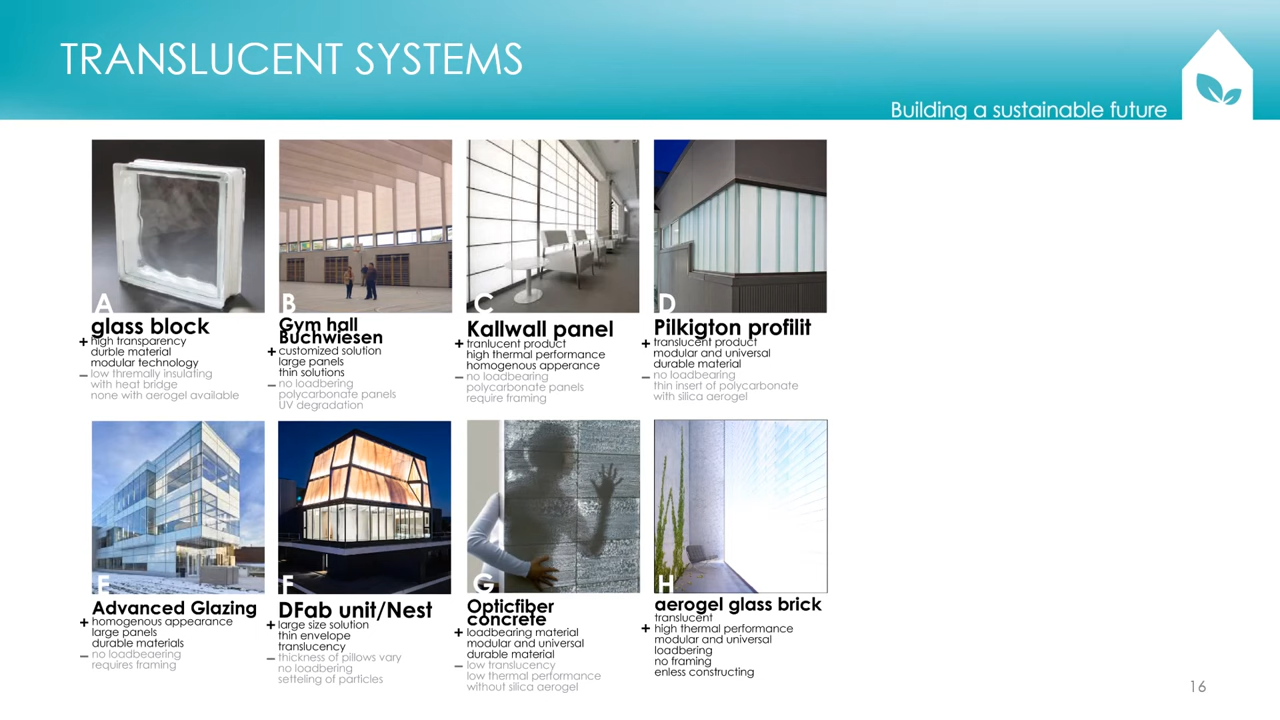 TRANSLUCENT SYSTEMS
Building a sustainable future
A
glass block
+ high transparency
durble material
modular technology
– low thremally insulating
with heat bridge
none with aerogel available
B
Gym hall
Buchwiesen
+ customized solution
large panels
thin solutions
– no loadbering
polycarbonate panels
UV degradation
C
Kallwall panel
+ tranlucent product
high thermal performance
homogenous apperance
– no loadbearing
polycarbonate panels
require framing
D
Pilkigton profilit
+ translucent product
modular and universal
durable material
– no loadbearing
thin insert of polycarbonate
with silica aerogel
E
Advanced Glazing
+ homogenous appearance
large panels
durable materials
– no loadbeaering
requires framing
F
DFab unit/Nest
+ large size solution
thin envelope
translucency
– thickness of pillows vary
no loadbering
setteling of particles
G
Opticfiber
concrete
+ loadbearing material
modular and universal
durable material
– low translucency
low thermal performance
without silica aerogel
H
aerogel glass brick
translucent
+ high thermal performance
modular and universal
loadbering
no framing
enless constructing
16